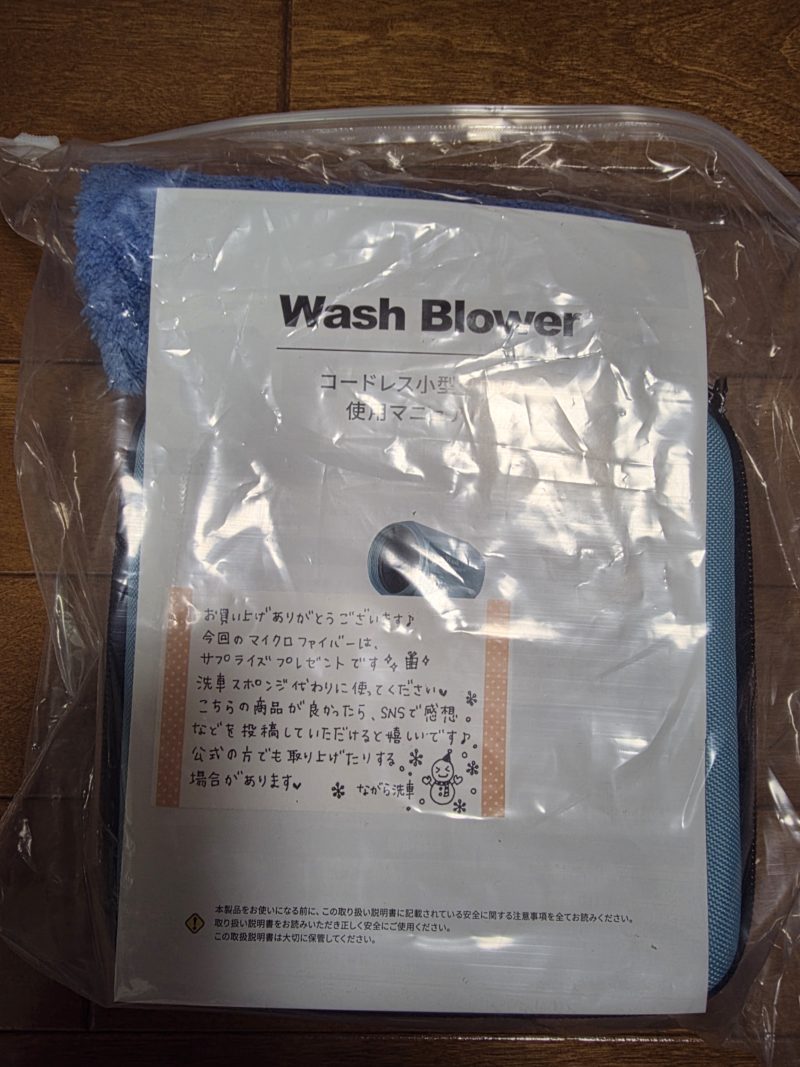 Wash Blower
コードレス小型
使用マニュ
お買い上げありがとうございます♪
今回のマイクロファイバーは、
サプライズプレゼントです
洗車スポンジ代わりに使ってください♥
こちらの商品が良かったら、SNSで感想
などを投稿していただけると嬉しいです♪
公式の方でも取り上げたりする
場合があります♥
ながら洗車
本製品をお使いになる前に、この取り扱い説明書に記載されている安全に関する注意事項を全てお読みください。
取り扱い説明書をお読みいただき正しく安全にご使用ください。
この取扱説明書は大切に保管してください。